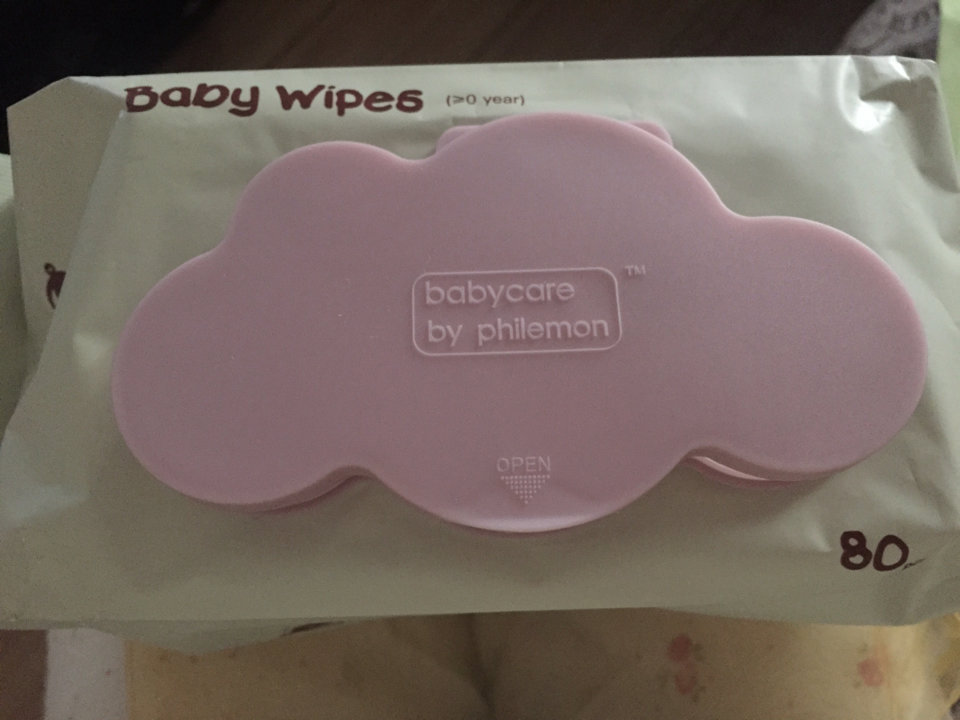 Baby Wipes (≥0 year)
babycare TM
by philemon
OPEN
80